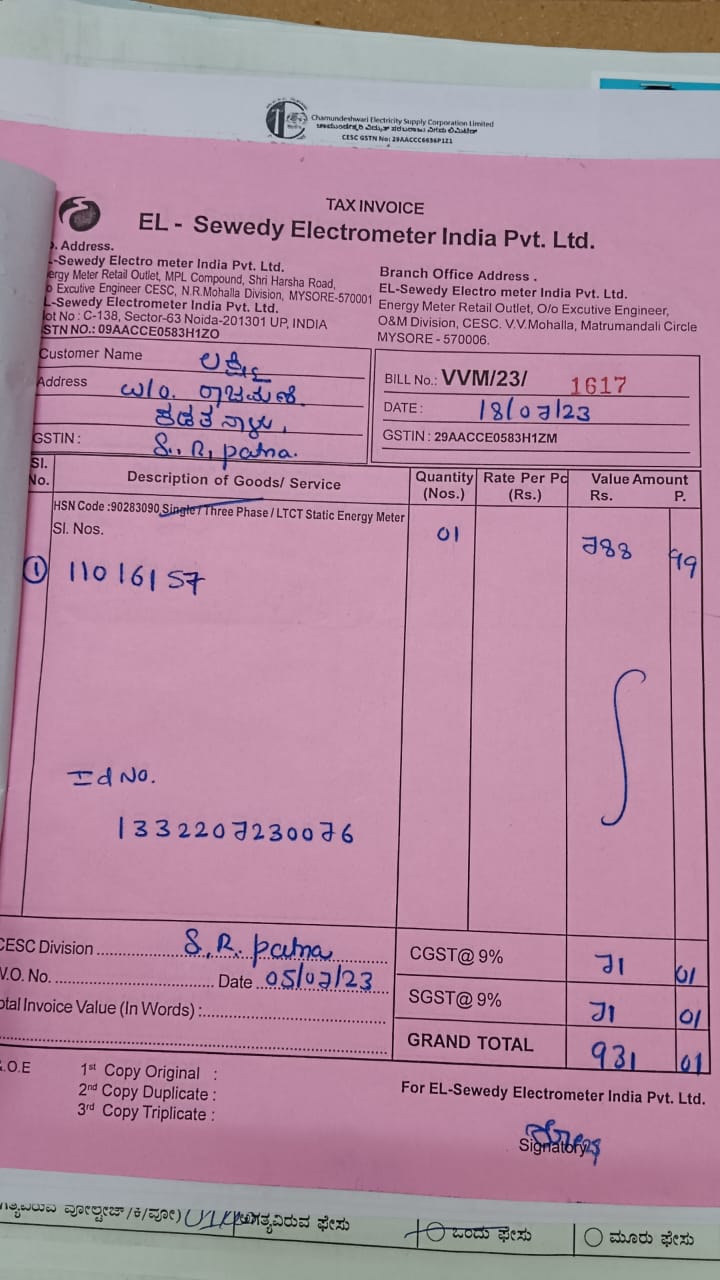 Chamundeshwari Electricity Supply Corporation Limited
ಚಾಮುಂಡೇಶ್ವರಿ ವಿದ್ಯುತ್ ಸರಬರಾಜು ನಿಗಮ ಲಿಮಿಟೆಡ್
CESC GSTN No: 29AACCC6636P1Z1
TAX INVOICE
EL - Sewedy Electrometer India Pvt. Ltd.
. Address.
-Sewedy Electro meter India Pvt. Ltd.
ergy Meter Retail Outlet, MPL Compound, Shri Harsha Road,
o Excutive Engineer CESC, N.R.Mohalla Division, MYSORE-570001
L-Sewedy Electrometer India Pvt. Ltd.
lot No : C-138, Sector-63 Noida-201301 UP, INDIA
STN NO.: 09AACCE0583H1ZO
Branch Office Address .
EL-Sewedy Electro meter India Pvt. Ltd.
Energy Meter Retail Outlet, O/o Excutive Engineer,
O&M Division, CESC. V.V.Mohalla, Matrumandali Circle
MYSORE - 570006.
Customer Name ಲಕ್ಷ್ಮಿ
Address W/o.
GSTIN : S.R. patna.
BILL No.: VVM/23/ 1617
DATE : 18/07/23
GSTIN : 29AACCE0583H1ZM
Sl. No. Description of Goods/ Service Quantity (Nos.) Rate Per Pc (Rs.) Value Amount Rs. P.
HSN Code :90283090 Single / Three Phase / LTCT Static Energy Meter 01 788 99
Sl. Nos.
① 11016157
Id No.
1332207230076
CESC Division S.R. patna
V.O. No. Date 05/07/23
otal Invoice Value (In Words) :
CGST@ 9% 71 01
SGST@ 9% 71 01
GRAND TOTAL 931 01
.O.E 1st Copy Original :
2nd Copy Duplicate :
3rd Copy Triplicate :
For EL-Sewedy Electrometer India Pvt. Ltd.
Signatory
ವೋಲ್ಟೇಜ್/ಕಿ/ವೋ) ಅಗತ್ಯವಿರುವ ಫೇಸು ಒಂದು ಫೇಸು ಮೂರು ಫೇಸು